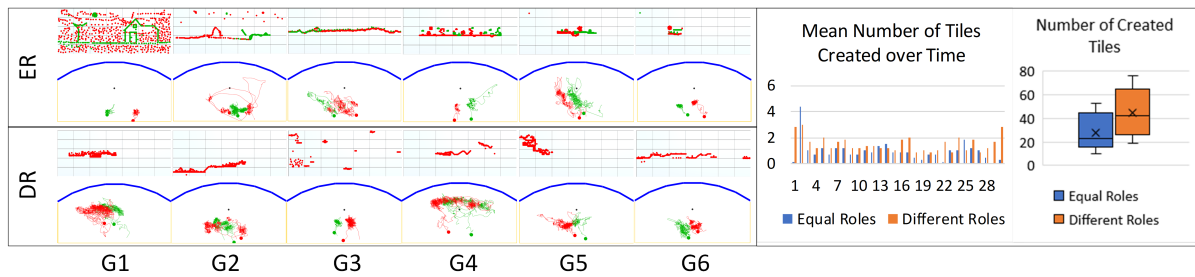 ER
DR
G1 G2 G3 G4 G5 G6
Mean Number of Tiles
Created over Time
6
4
2
0
1 4 7 10 13 16 19 22 25 28
Equal Roles Different Roles
Number of Created
Tiles
80
60
40
20
0
Equal Roles
Different Roles